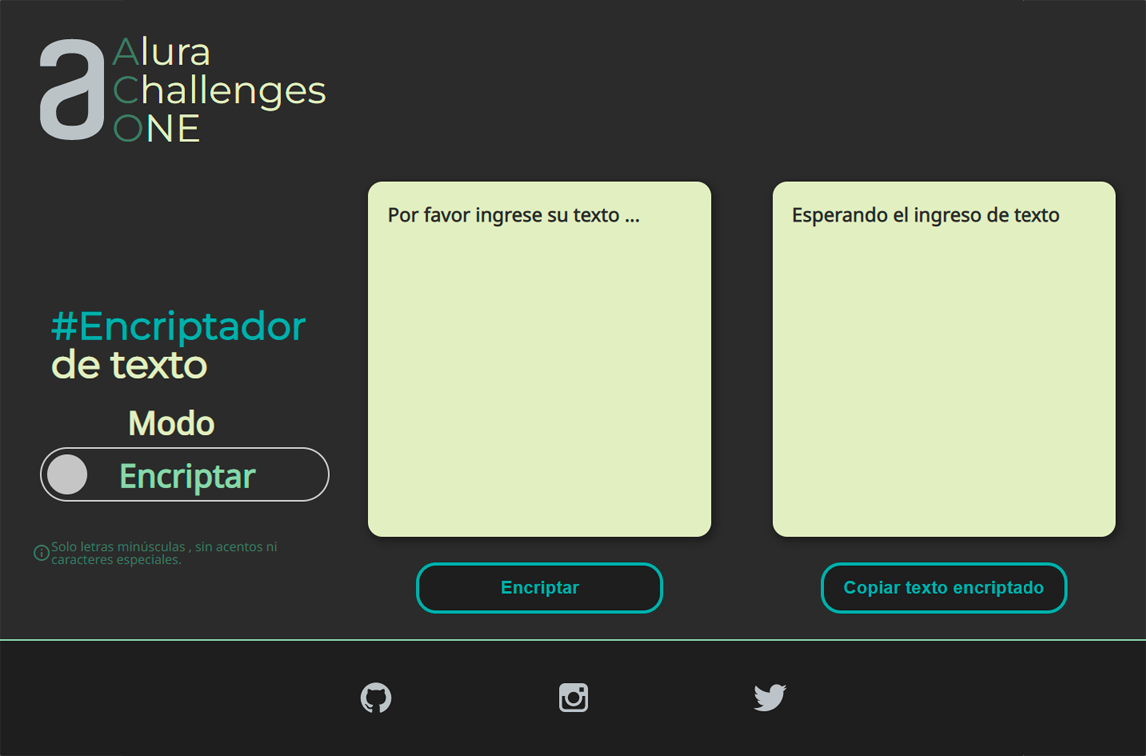 a
Alura
Challenges
ONE
Por favor ingrese su texto ...
Esperando el ingreso de texto
#Encriptador
de texto
Modo
Encriptar
Solo letras minúsculas , sin acentos ni
caracteres especiales.
Encriptar
Copiar texto encriptado